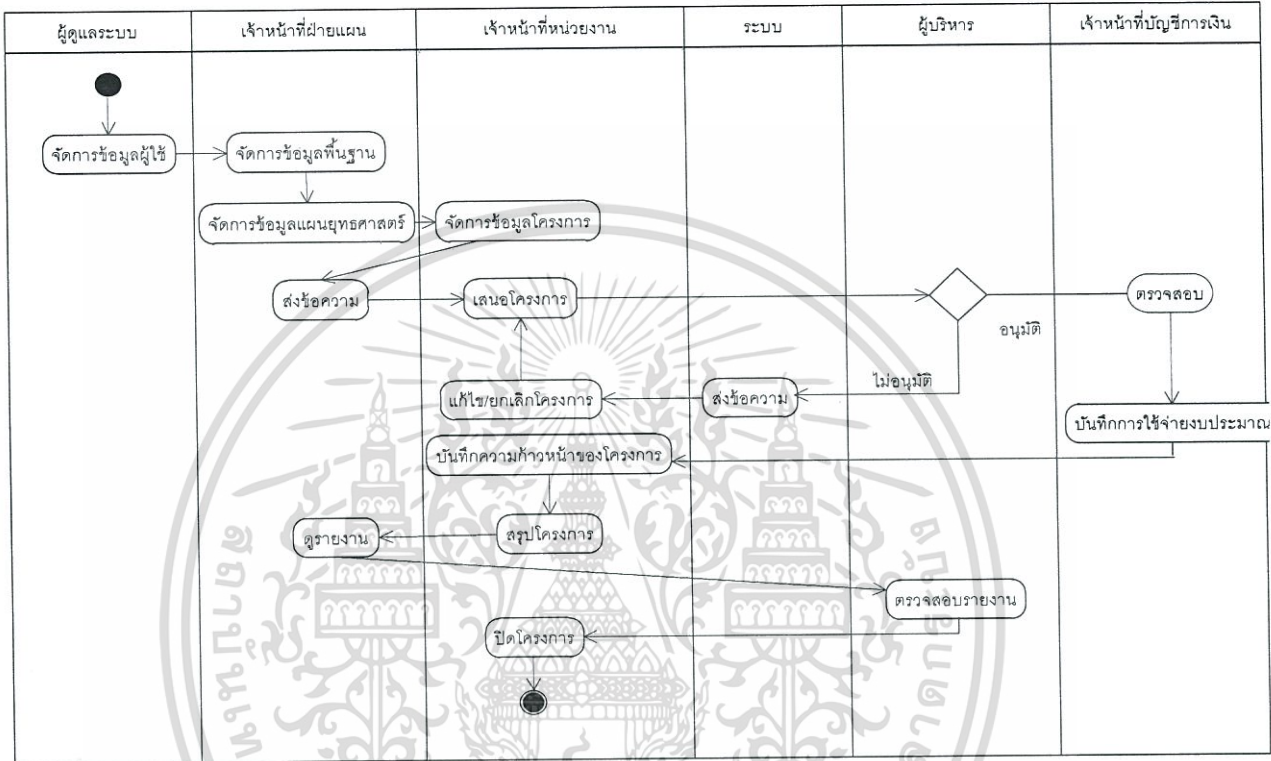 ผู้ดูแลระบบ
เจ้าหน้าที่ฝ่ายแผน
เจ้าหน้าที่หน่วยงาน
ระบบ
ผู้บริหาร
เจ้าหน้าที่บัญชีการเงิน
จัดการข้อมูลผู้ใช้
จัดการข้อมูลพื้นฐาน
จัดการข้อมูลแผนยุทธศาสตร์
จัดการข้อมูลโครงการ
ส่งข้อความ
เสนอโครงการ
ตรวจสอบ
อนุมัติ
ไม่อนุมัติ
แก้ไข/ยกเลิกโครงการ
ส่งข้อความ
บันทึกการใช้จ่ายงบประมาณ
บันทึกความก้าวหน้าของโครงการ
ดูรายงาน
สรุปโครงการ
ตรวจสอบรายงาน
ปิดโครงการ